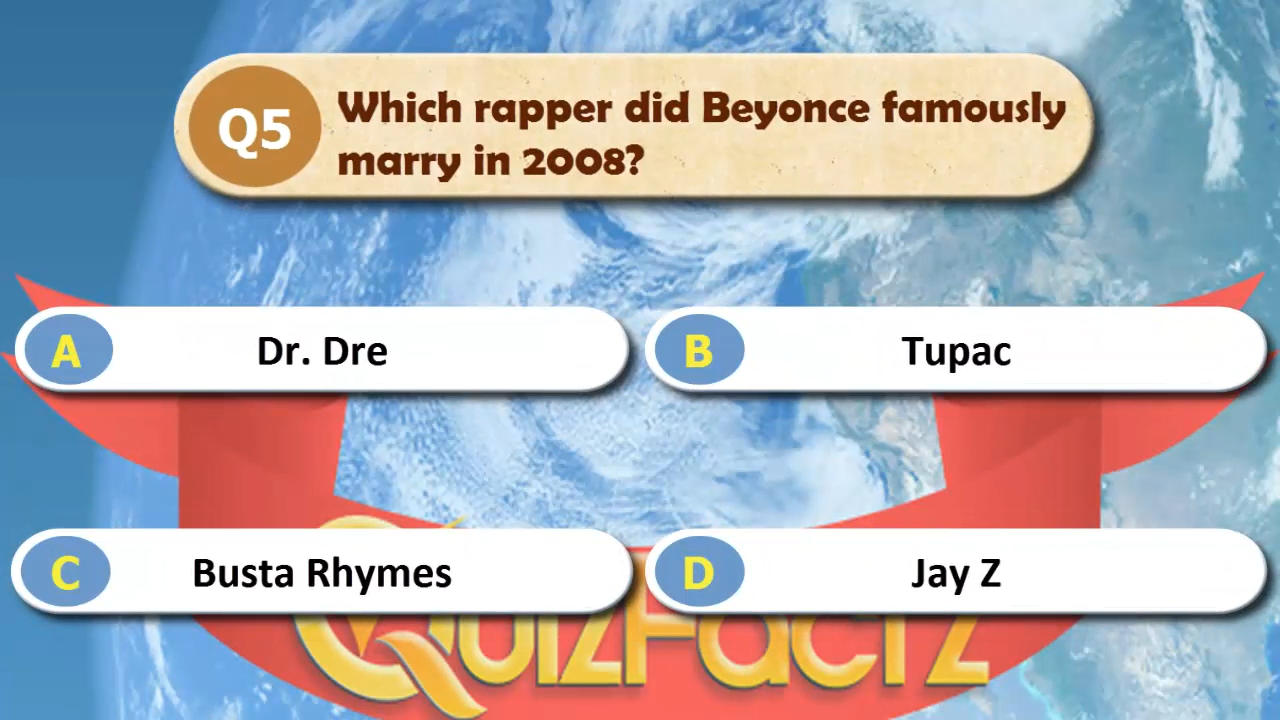 Q5
Which rapper did Beyonce famously
marry in 2008?
A
Dr. Dre
B
Tupac
C
Busta Rhymes
D
Jay Z
QuizFactz